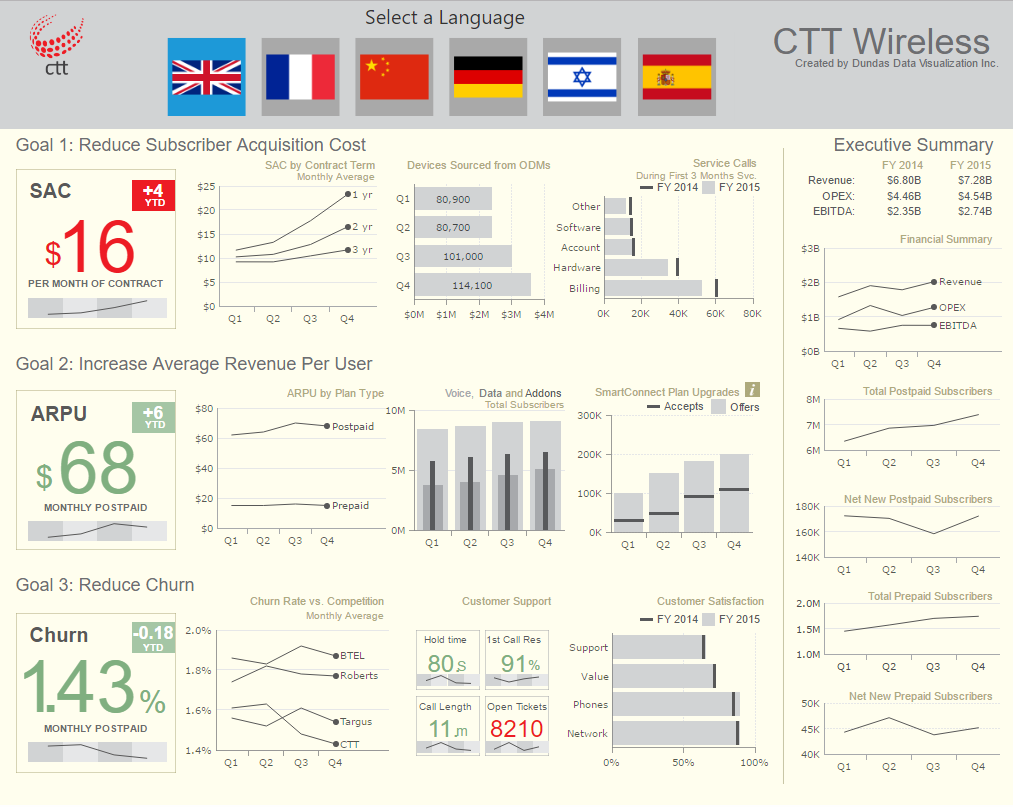 Select a Language
ctt
CTT Wireless
Created by Dundas Data Visualization Inc.
Goal 1: Reduce Subscriber Acquisition Cost
SAC
+4
YTD
$16
PER MONTH OF CONTRACT
SAC by Contract Term
Monthly Average
$25
$20
$15
$10
$5
$0
1 yr
2 yr
3 yr
Q1 Q2 Q3 Q4
Devices Sourced from ODMs
Q1 80,900
Q2 80,700
Q3 101,000
Q4 114,100
$0M $1M $2M $3M $4M
Service Calls
During First 3 Months Svc.
FY 2014 FY 2015
Other
Software
Account
Hardware
Billing
0K 20K 40K 60K 80K
Goal 2: Increase Average Revenue Per User
ARPU
+6
YTD
$68
MONTHLY POSTPAID
ARPU by Plan Type
$80
$60
$40
$20
$0
Postpaid
Prepaid
Q1 Q2 Q3 Q4
Voice, Data and Addons
Total Subscribers
10M
5M
0M
Q1 Q2 Q3 Q4
SmartConnect Plan Upgrades i
Accepts Offers
300K
200K
100K
0K
Q1 Q2 Q3 Q4
Goal 3: Reduce Churn
Churn
-0.18
YTD
1.43%
MONTHLY POSTPAID
Churn Rate vs. Competition
Monthly Average
2.0%
1.8%
1.6%
1.4%
BTEL
Roberts
Targus
CTT
Q1 Q2 Q3 Q4
Customer Support
Hold time
80s
1st Call Res
91%
Call Length
11m
Open Tickets
8210
Customer Satisfaction
FY 2014 FY 2015
Support
Value
Phones
Network
0% 50% 100%
Executive Summary
FY 2014 FY 2015
Revenue: $6.80B $7.28B
OPEX: $4.46B $4.54B
EBITDA: $2.35B $2.74B
Financial Summary
$3B
$2B
$1B
$0B
Revenue
OPEX
EBITDA
Q1 Q2 Q3 Q4
Total Postpaid Subscribers
8M
7M
6M
Q1 Q2 Q3 Q4
Net New Postpaid Subscribers
180K
160K
140K
Q1 Q2 Q3 Q4
Total Prepaid Subscribers
2.0M
1.5M
1.0M
Q1 Q2 Q3 Q4
Net New Prepaid Subscribers
50K
45K
40K
Q1 Q2 Q3 Q4